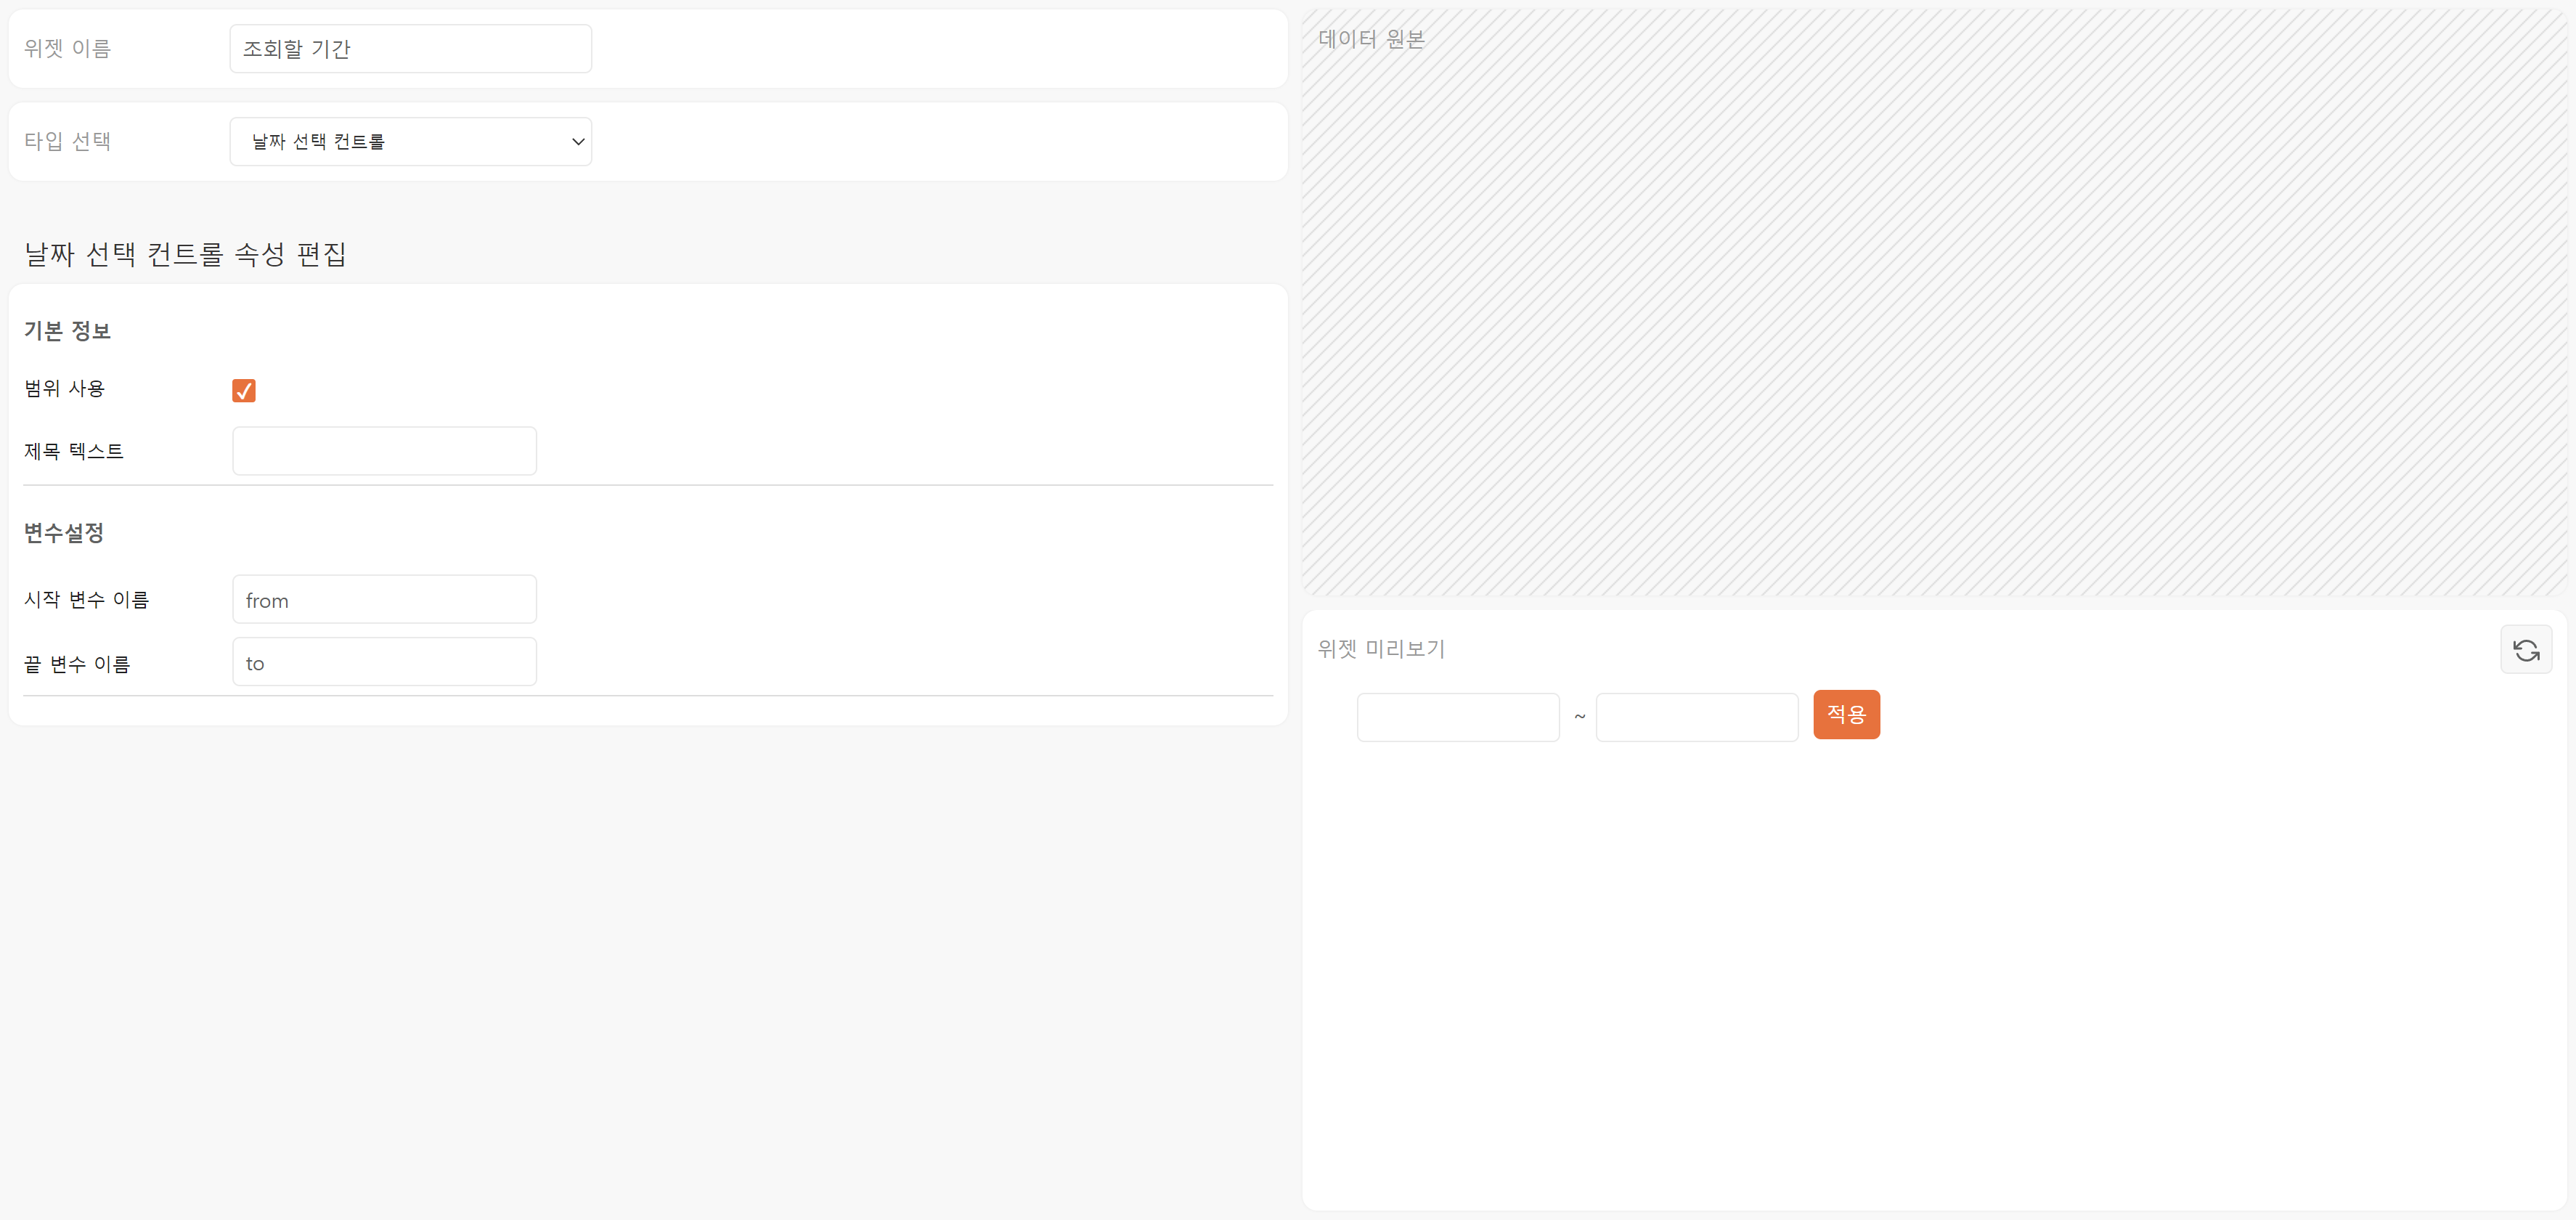 위젯 이름
조회할 기간
타입 선택
날짜 선택 컨트롤
날짜 선택 컨트롤 속성 편집
기본 정보
범위 사용
제목 텍스트
변수설정
시작 변수 이름
from
끝 변수 이름
to
데이터 원본
위젯 미리보기
~
적용